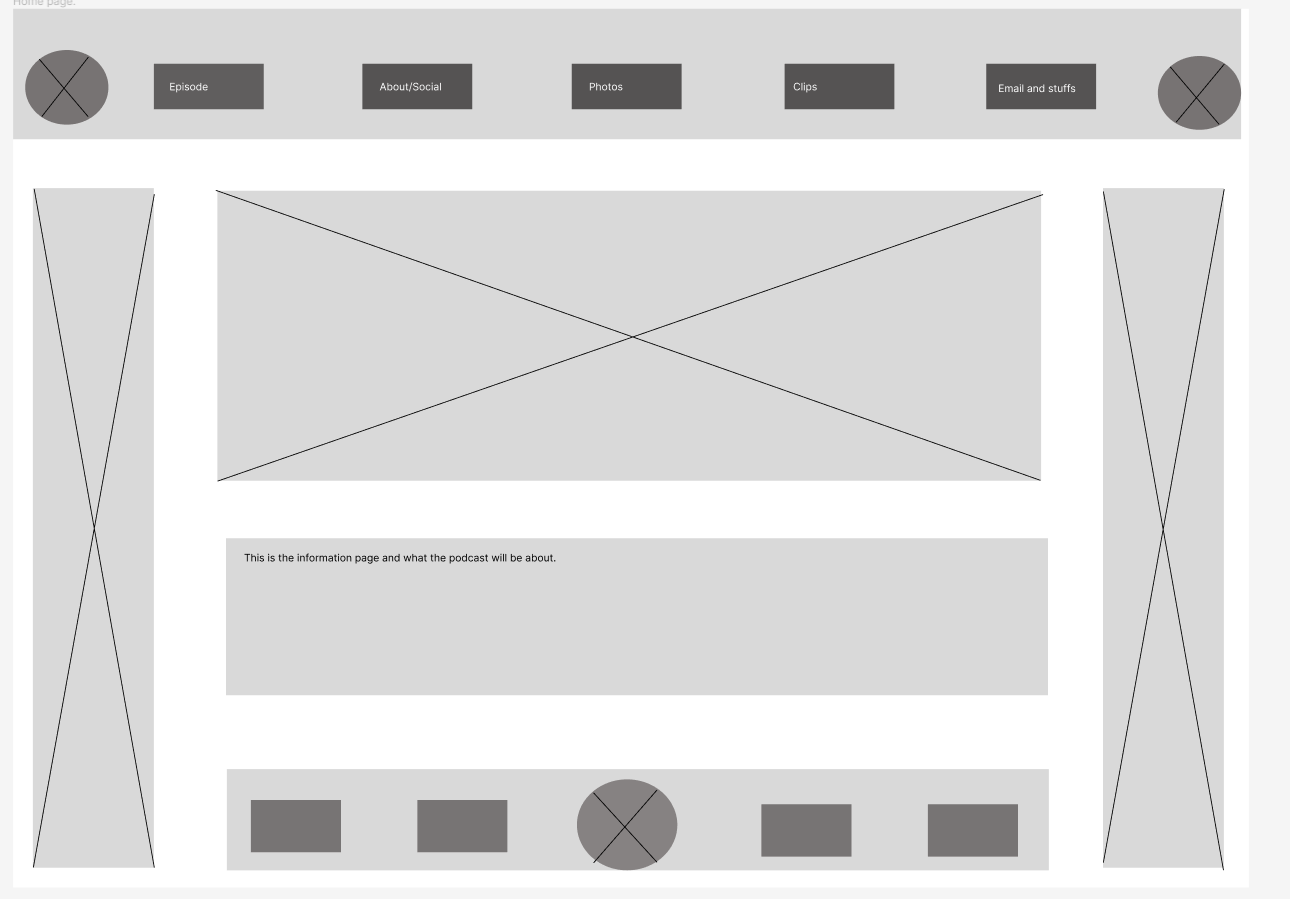 Home page.
Episode
About/Social
Photos
Clips
Email and stuffs
This is the information page and what the podcast will be about.